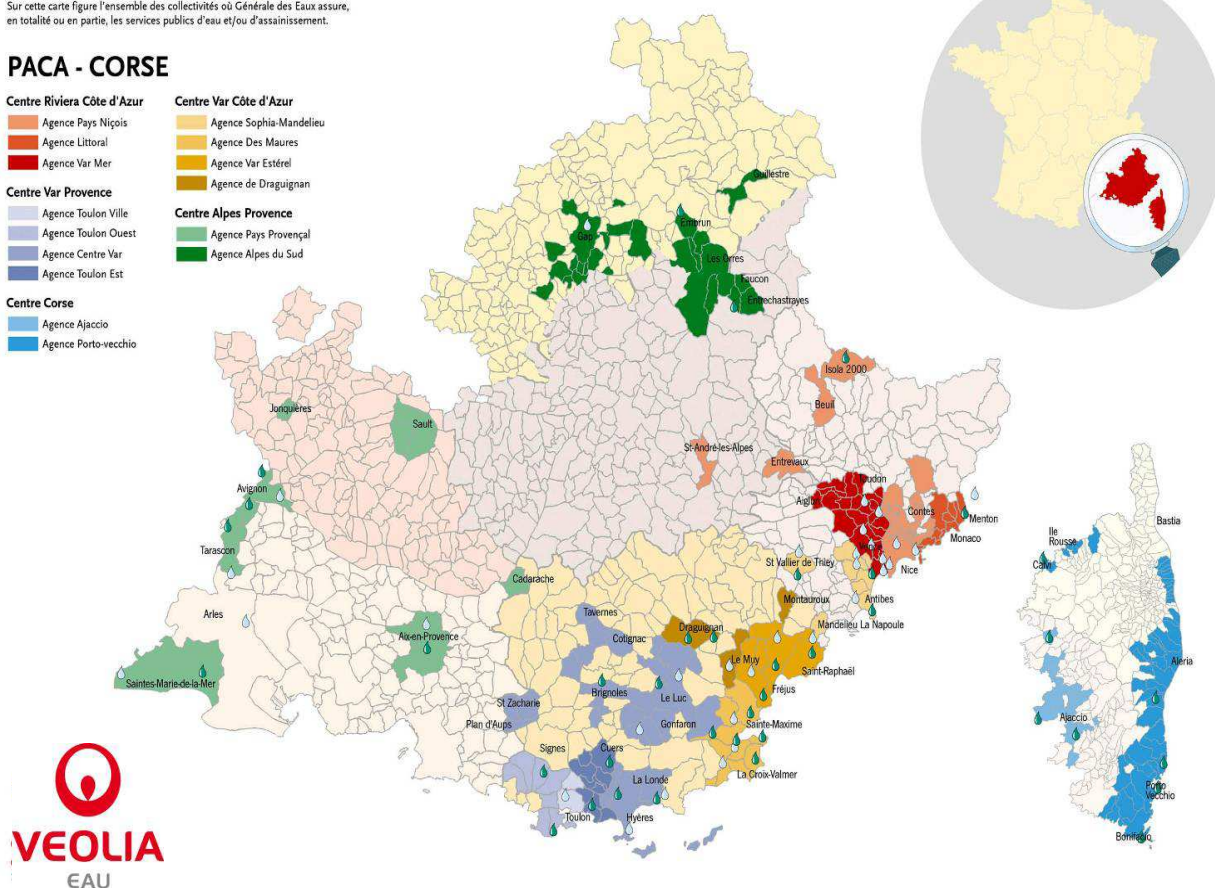 Sur cette carte figure l'ensemble des collectivités où Générale des Eaux assure,
en totalité ou en partie, les services publics d'eau et/ou d'assainissement.
PACA - CORSE
Centre Riviera Côte d'Azur
Agence Pays Niçois
Agence Littoral
Agence Var Mer
Centre Var Provence
Agence Toulon Ville
Agence Toulon Ouest
Agence Centre Var
Agence Toulon Est
Centre Corse
Agence Ajaccio
Agence Porto-vecchio
Centre Var Côte d'Azur
Agence Sophia-Mandelieu
Agence Des Maures
Agence Var Estérel
Agence de Draguignan
Centre Alpes Provence
Agence Pays Provençal
Agence Alpes du Sud
Guillestre
Embrun
Gap
Les Orres
Faucon
Entrechastrayes
Isola 2000
Beuil
Jonquières
Sault
St-André-les-Alpes
Entrevaux
Avignon
Contes
Menton
Monaco
Tarascon
Nice
St Vallier de Thiey
Cadarache
Antibes
Montauroux
Arles
Tavernes
Mandelieu La Napoule
Draguignan
Cotignac
Aix-en-Provence
Le Muy
Saint-Raphaël
Saintes-Marie-de-la-Mer
Brignoles
Le Luc
Fréjus
St Zacharie
Plan d'Aups
Gonfaron
Sainte-Maxime
Signes
Cuers
La Croix-Valmer
La Londe
Toulon
Hyères
Bastia
Ile
Rousse
Calvi
Aléria
Ajaccio
Porto
Vecchio
Bonifacio
VEOLIA
EAU